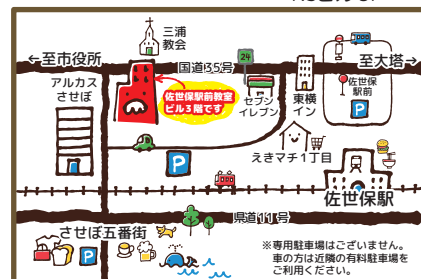 三浦
教会
←至市役所
国道35号
24
至大塔→
アルカス
させぼ
佐世保駅前教室
ビル3階です
セブン
イレブン
東横
イン
佐世保
駅前
P
P
えきマチ1丁目
佐世保駅
県道11号
させぼ五番街
※専用駐車場はございません。
車の方は近隣の有料駐車場を
ご利用ください。